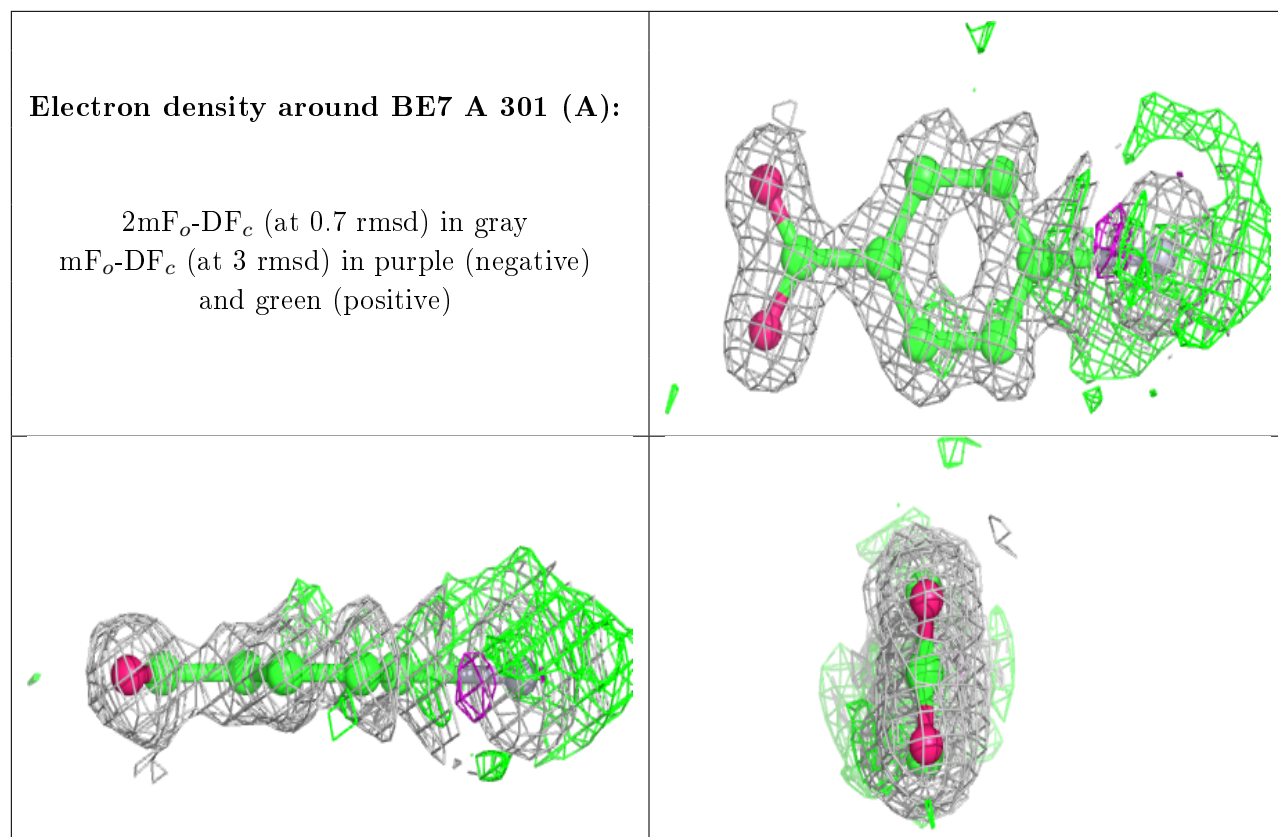 Electron density around BE7 A 301 (A):
2mFₒ-DF𝒸 (at 0.7 rmsd) in gray
mFₒ-DF𝒸 (at 3 rmsd) in purple (negative)
and green (positive)